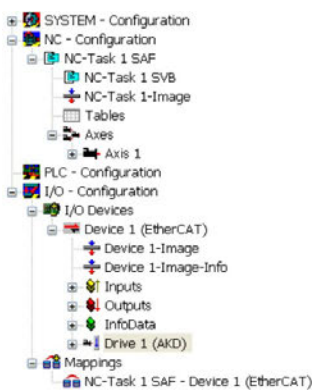 SYSTEM - Configuration
NC - Configuration
NC-Task 1 SAF
NC-Task 1 SVB
NC-Task 1-Image
Tables
Axes
Axis 1
PLC - Configuration
I/O - Configuration
I/O Devices
Device 1 (EtherCAT)
Device 1-Image
Device 1-Image-Info
Inputs
Outputs
InfoData
Drive 1 (AKD)
Mappings
NC-Task 1 SAF - Device 1 (EtherCAT)